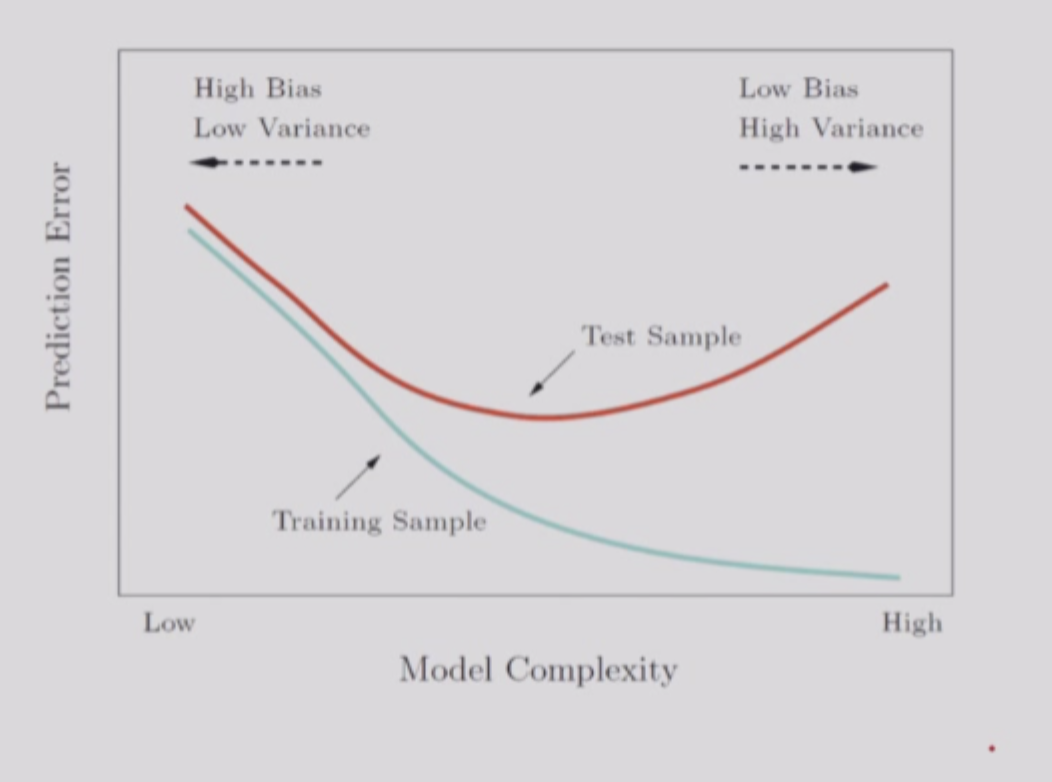 High Bias
Low Variance
Low Bias
High Variance
Prediction Error
Test Sample
Training Sample
Low
High
Model Complexity